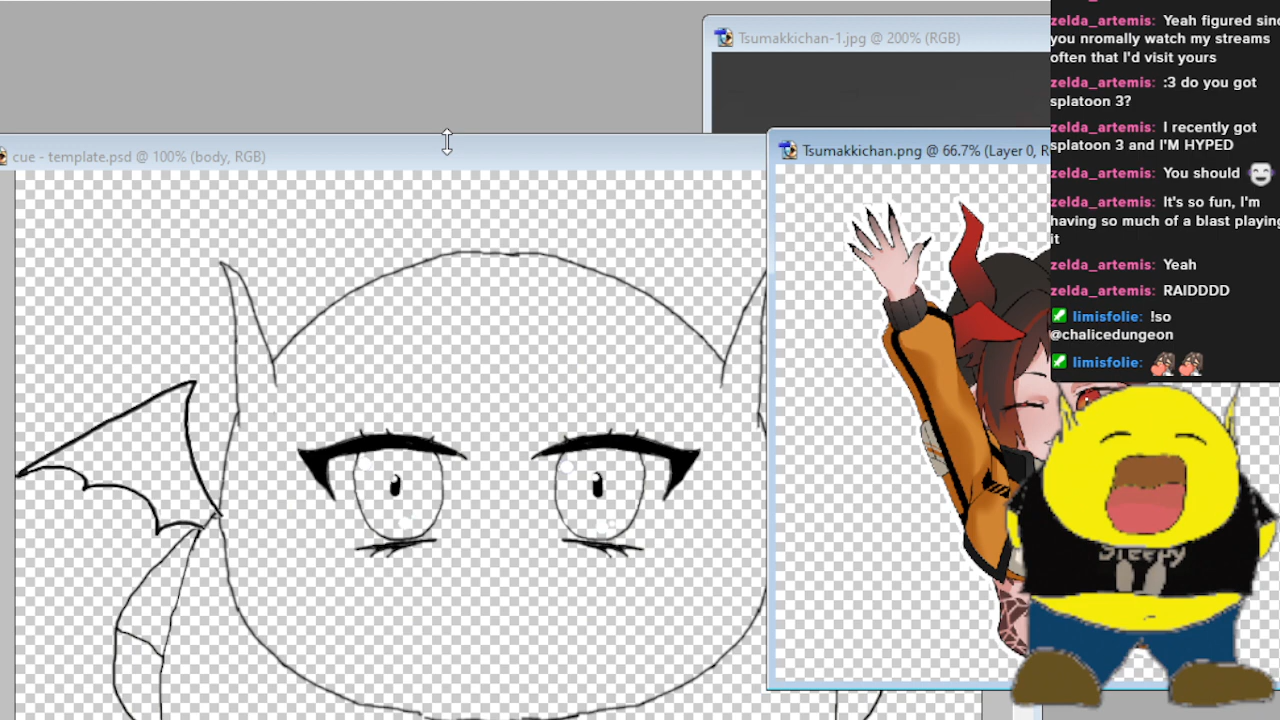 Tsumakkichan-1.jpg @ 200% (RGB)
cue - template.psd @ 100% (body, RGB)
Tsumakkichan.png @ 66.7% (Layer 0, R
zelda_artemis: Yeah figured sinc
you nromally watch my streams
often that I'd visit yours
zelda_artemis: :3 do you got
splatoon 3?
zelda_artemis: I recently got
splatoon 3 and I'M HYPED
zelda_artemis: You should
zelda_artemis: It's so fun, I'm
having so much of a blast playing
it
zelda_artemis: Yeah
zelda_artemis: RAIDDDD
limisfolie: !so
@chalicedungeon
limisfolie:
Sleepy